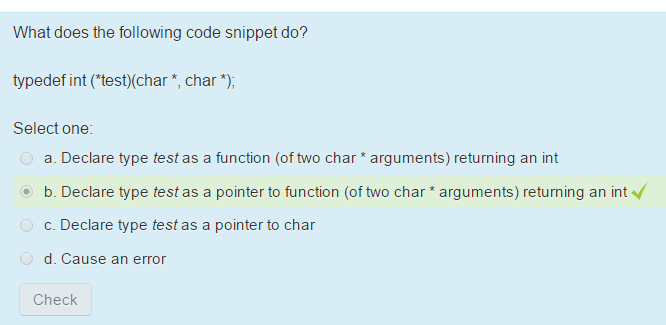 What does the following code snippet do?
typedef int (*test)(char *, char *);
Select one:
a. Declare type test as a function (of two char * arguments) returning an int
b. Declare type test as a pointer to function (of two char * arguments) returning an int
c. Declare type test as a pointer to char
d. Cause an error
Check